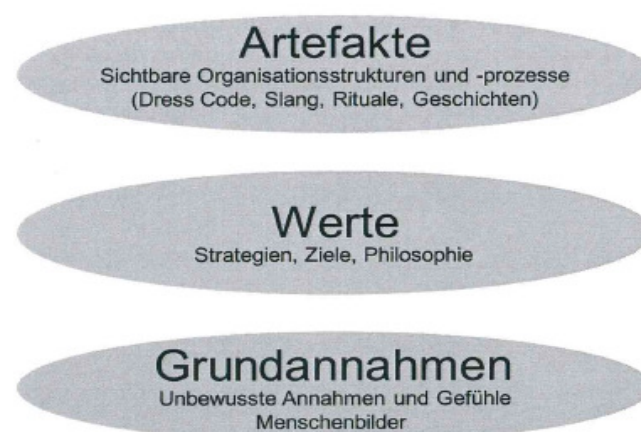 Artefakte
Sichtbare Organisationsstrukturen und -prozesse
(Dress Code, Slang, Rituale, Geschichten)
Werte
Strategien, Ziele, Philosophie
Grundannahmen
Unbewusste Annahmen und Gefühle
Menschenbilder